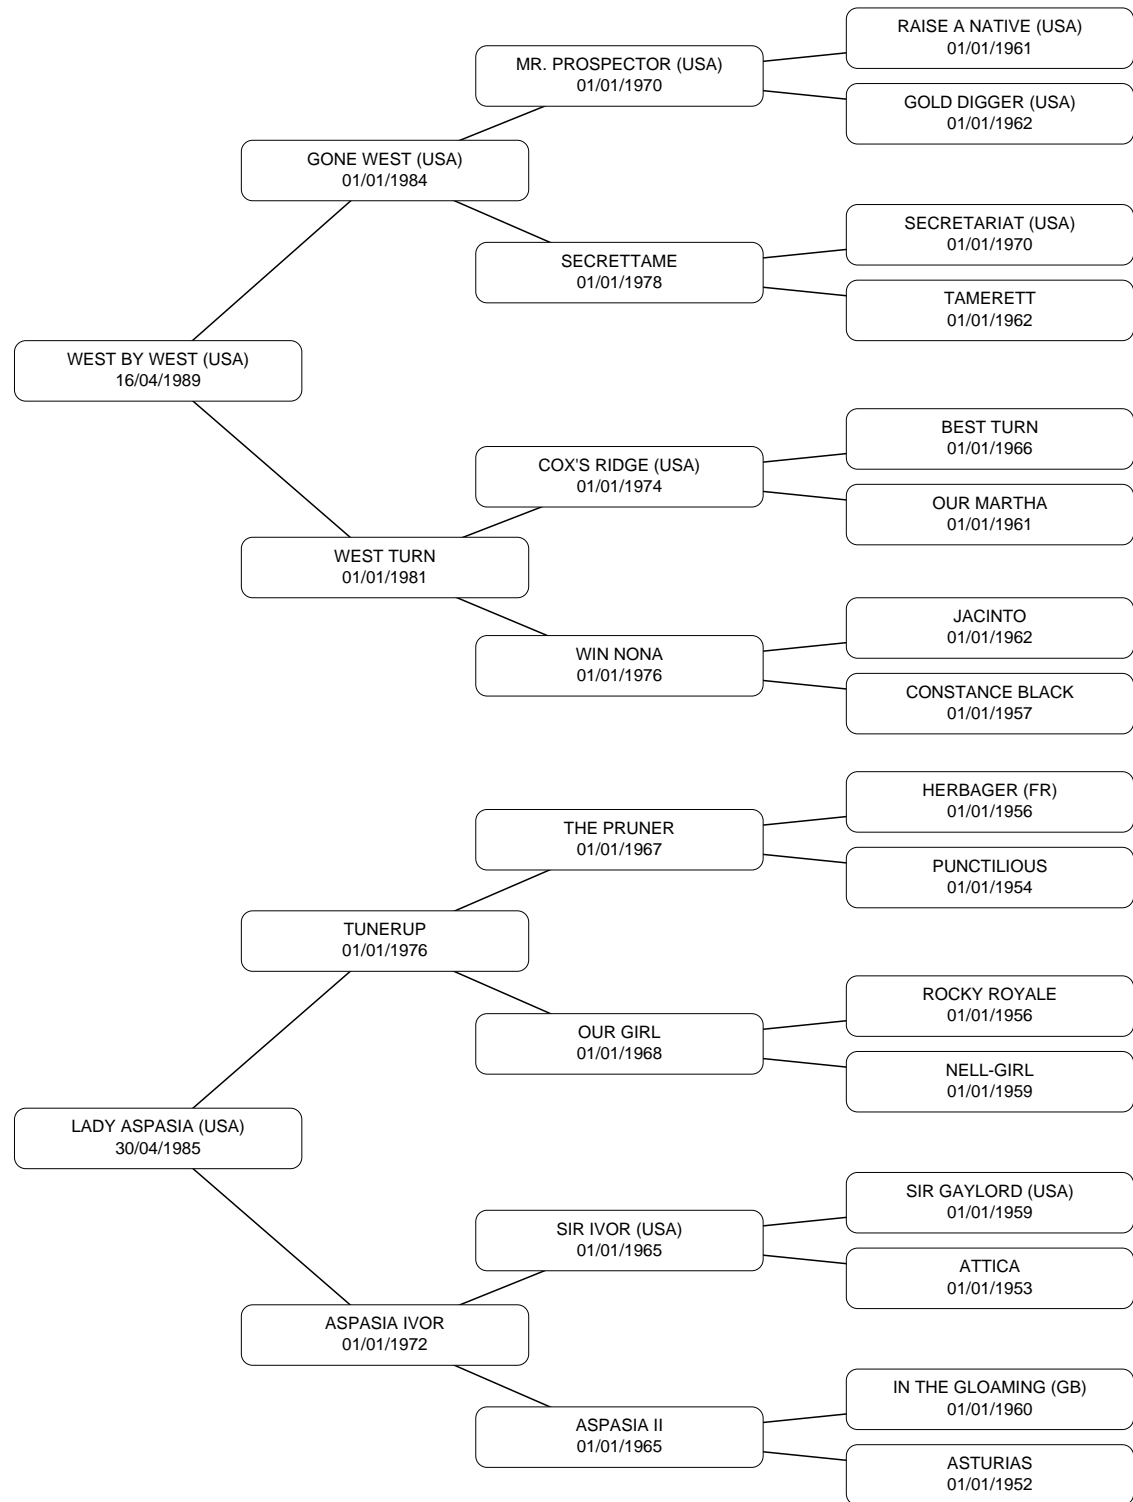 RAISE A NATIVE (USA)
01/01/1961
MR. PROSPECTOR (USA)
01/01/1970
GOLD DIGGER (USA)
01/01/1962
GONE WEST (USA)
01/01/1984
SECRETARIAT (USA)
01/01/1970
SECRETTAME
01/01/1978
TAMERETT
01/01/1962
WEST BY WEST (USA)
16/04/1989
BEST TURN
01/01/1966
COX'S RIDGE (USA)
01/01/1974
OUR MARTHA
01/01/1961
WEST TURN
01/01/1981
JACINTO
01/01/1962
WIN NONA
01/01/1976
CONSTANCE BLACK
01/01/1957
HERBAGER (FR)
01/01/1956
THE PRUNER
01/01/1967
PUNCTILIOUS
01/01/1954
TUNERUP
01/01/1976
ROCKY ROYALE
01/01/1956
OUR GIRL
01/01/1968
NELL-GIRL
01/01/1959
LADY ASPASIA (USA)
30/04/1985
SIR GAYLORD (USA)
01/01/1959
SIR IVOR (USA)
01/01/1965
ATTICA
01/01/1953
ASPASIA IVOR
01/01/1972
IN THE GLOAMING (GB)
01/01/1960
ASPASIA II
01/01/1965
ASTURIAS
01/01/1952